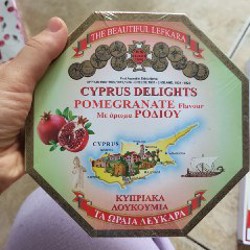 THE BEAUTIFUL LEFKARA
CYPRUS DELIGHTS
POMEGRANATE Flavour
Με άρωμα ΡΟΔΙΟΥ
CYPRUS
ΚΥΠΡΙΑΚΑ
ΛΟΥΚΟΥΜΙΑ
ΤΑ ΩΡΑΙΑ ΛΕΥΚΑΡΑ